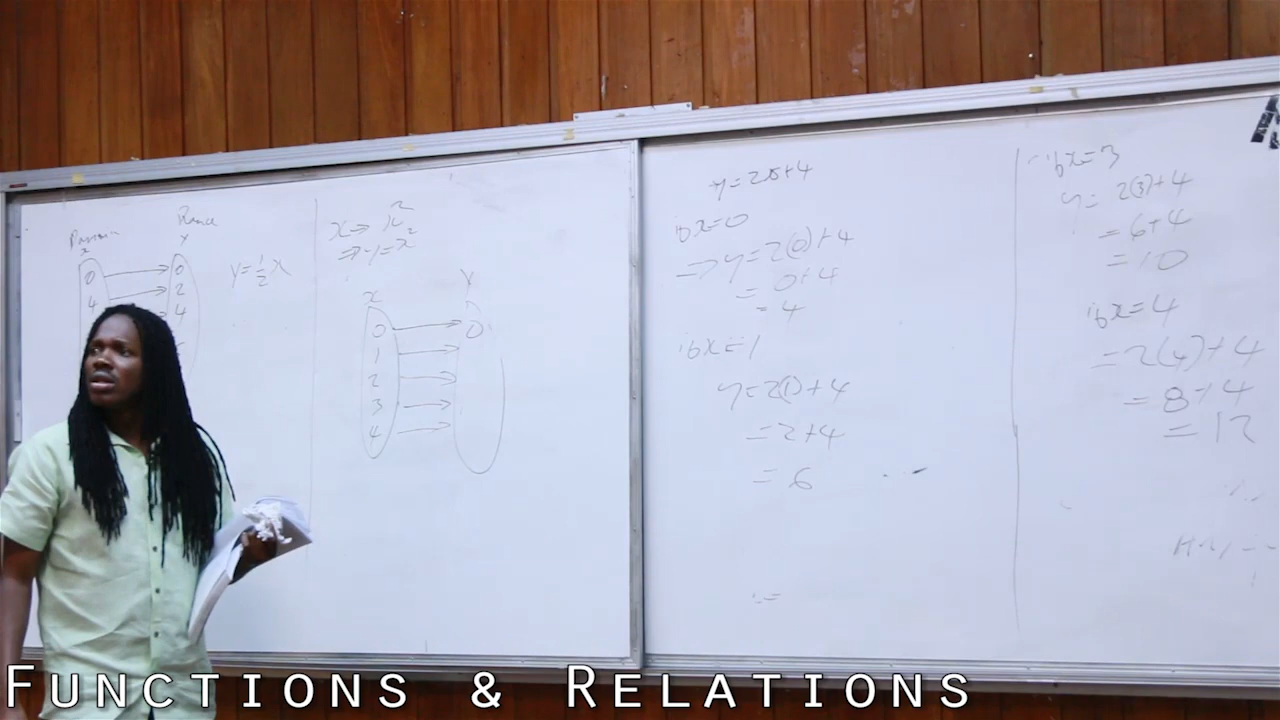 Domain
Range
x
y
0
0
4
2
4
y = 1/2 x
x → x²
⇒ y = x²
x
y
0
0
1
2
3
4
y = 2x + 4
if x = 0
⇒ y = 2(0) + 4
= 0 + 4
= 4
if x = 1
y = 2(1) + 4
= 2 + 4
= 6
if x = 3
y = 2(3) + 4
= 6 + 4
= 10
if x = 4
= 2(4) + 4
= 8 + 4
= 12
FUNCTIONS & RELATIONS